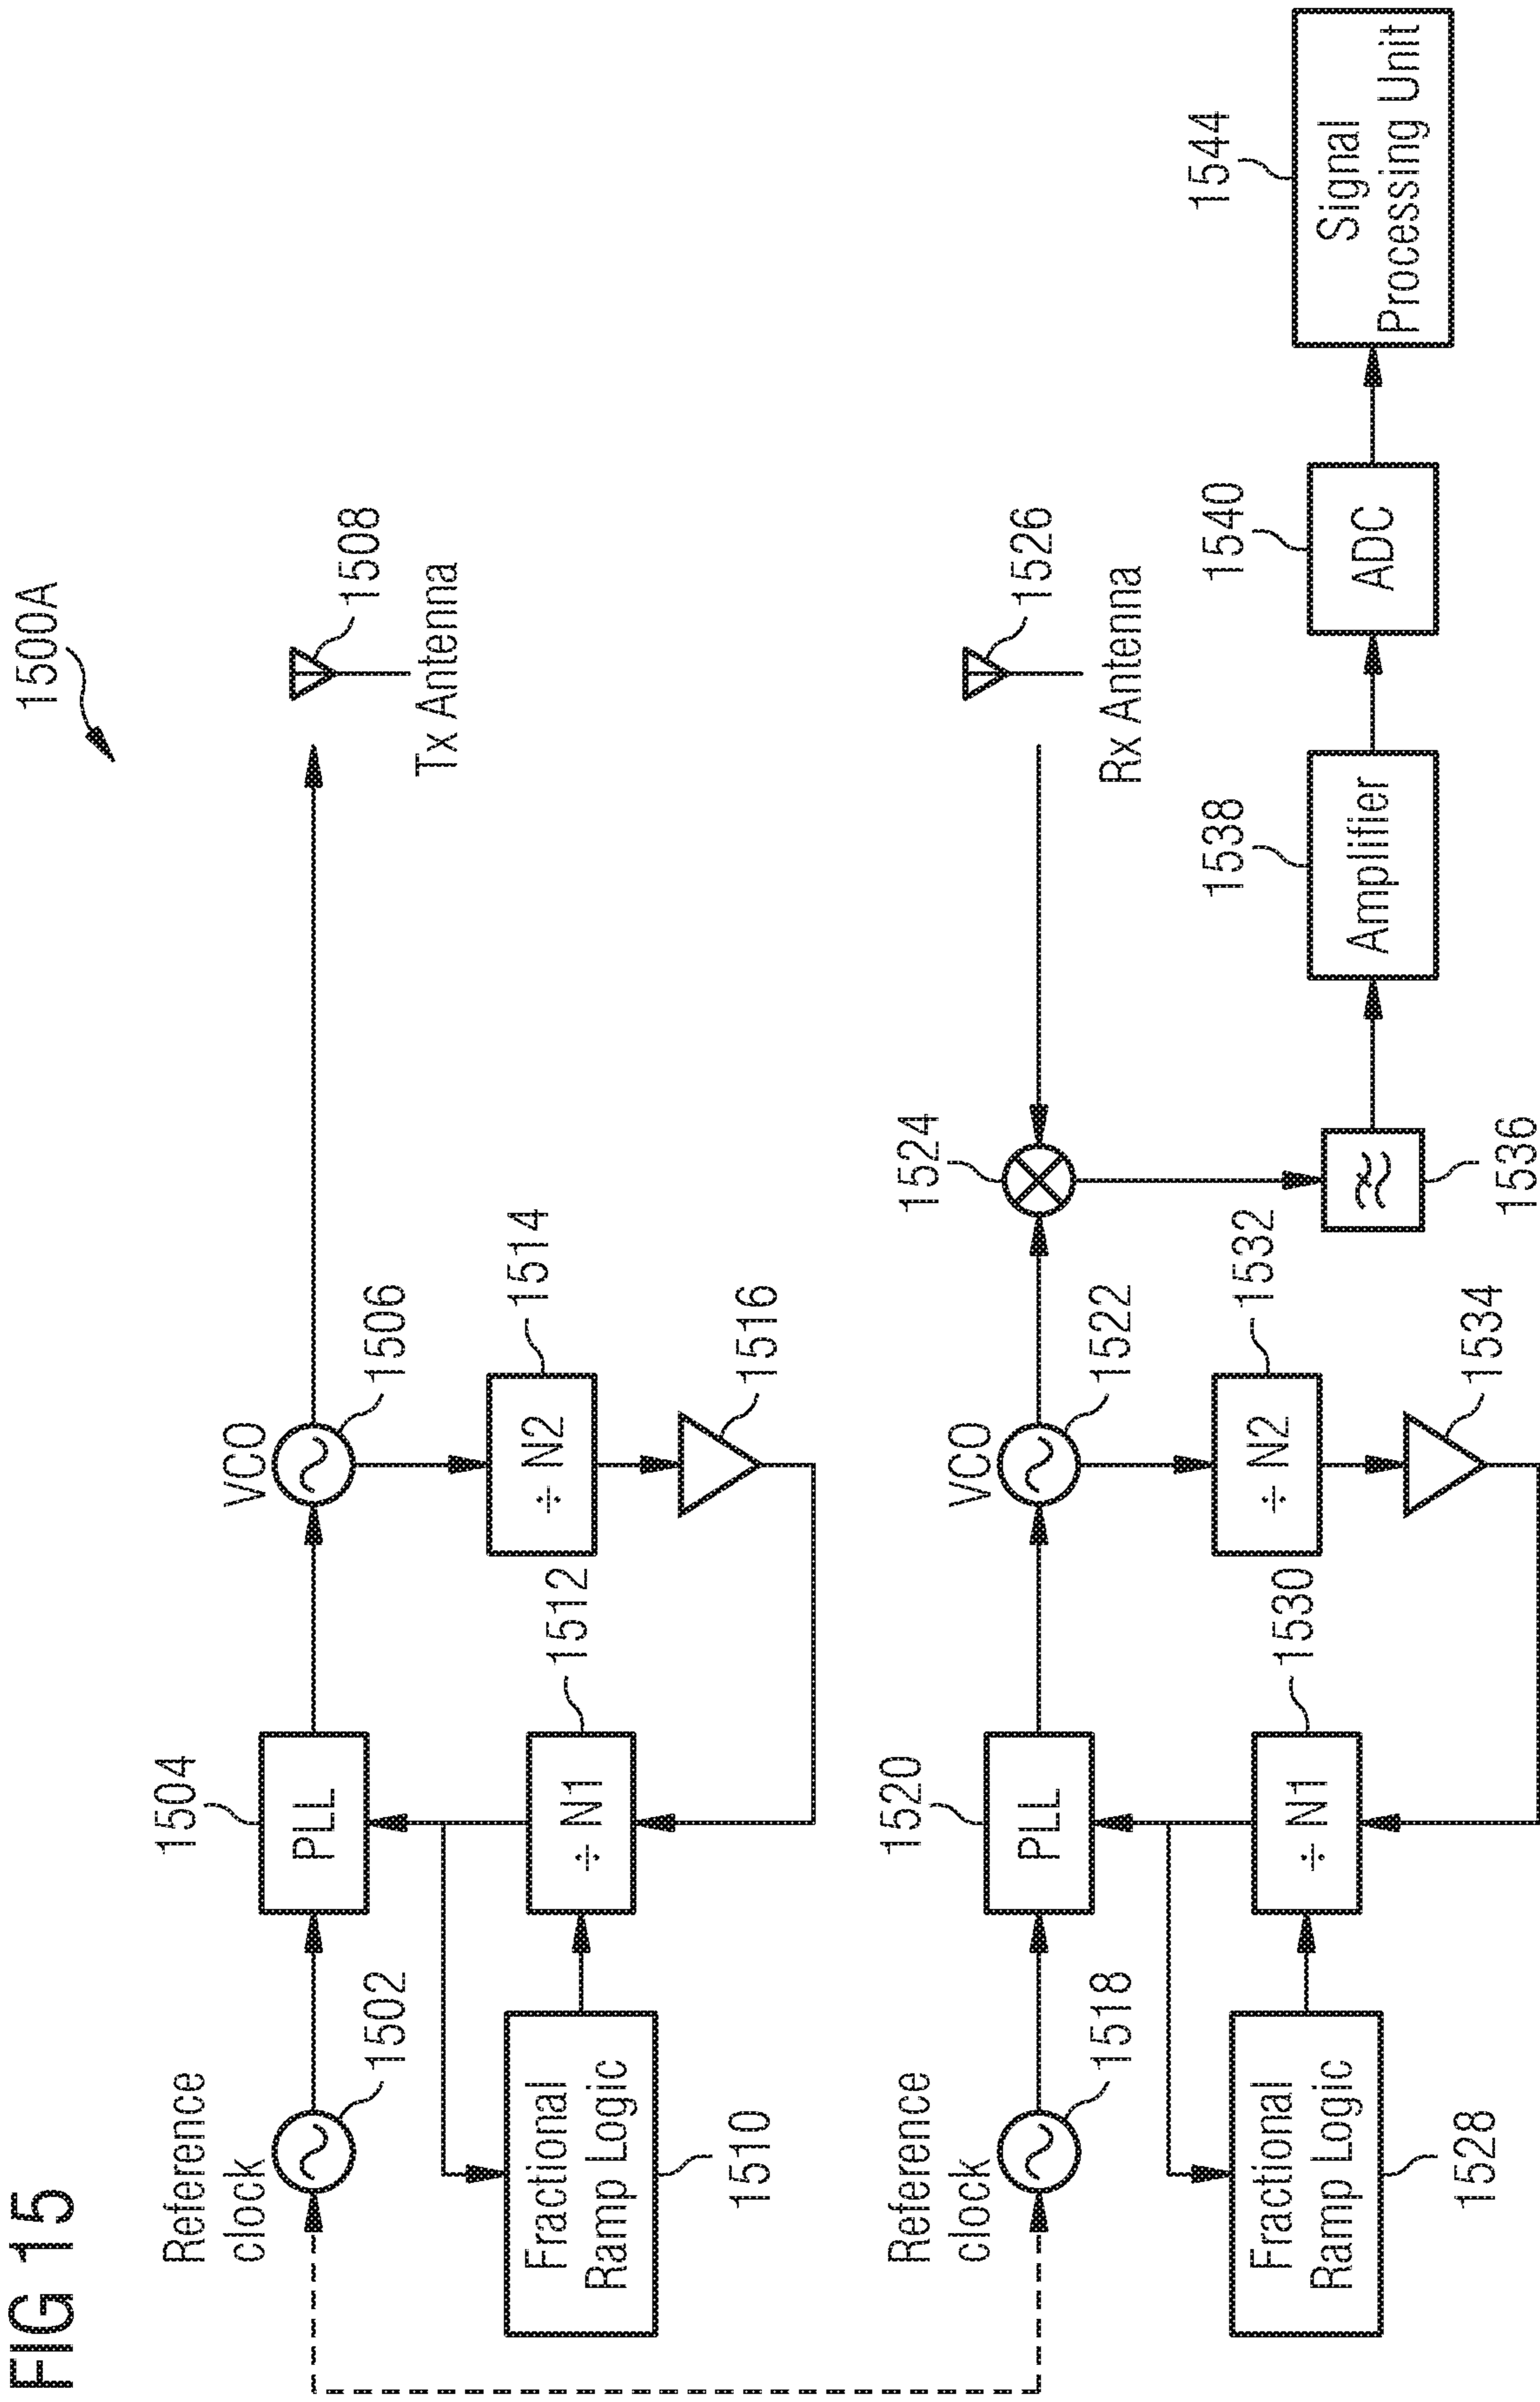 FIG 15
1500A
Reference
clock
1502
1504
PLL
VCO
1506
1508
Tx Antenna
Fractional
Ramp Logic
1510
÷ N1
1512
÷ N2
1514
1516
Reference
clock
1518
1520
PLL
VCO
1522
1524
1526
Rx Antenna
Fractional
Ramp Logic
1528
÷ N1
1530
÷ N2
1532
1534
1536
1538
Amplifier
1540
ADC
1544
Signal
Processing Unit